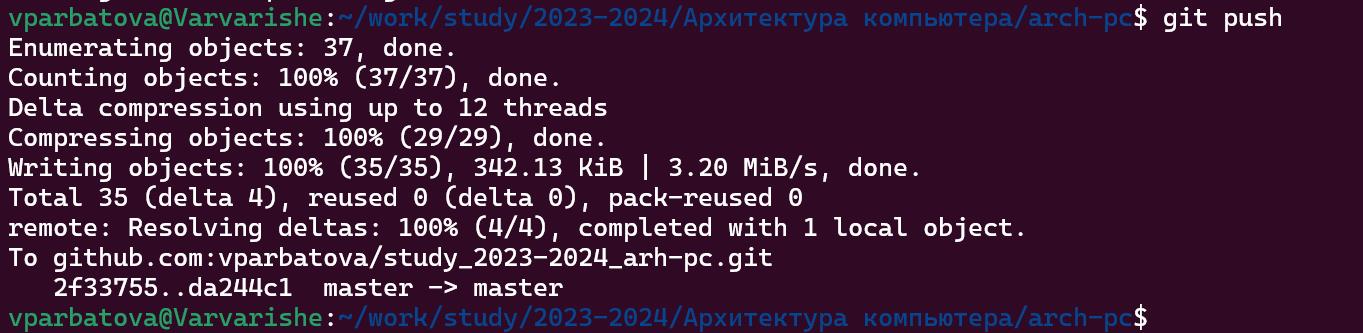 vparbatova@Varvarishe:~/work/study/2023-2024/Архитектура компьютера/arch-pc$ git push
Enumerating objects: 37, done.
Counting objects: 100% (37/37), done.
Delta compression using up to 12 threads
Compressing objects: 100% (29/29), done.
Writing objects: 100% (35/35), 342.13 KiB | 3.20 MiB/s, done.
Total 35 (delta 4), reused 0 (delta 0), pack-reused 0
remote: Resolving deltas: 100% (4/4), completed with 1 local object.
To github.com:vparbatova/study_2023-2024_arh-pc.git
   2f33755..da244c1  master -> master
vparbatova@Varvarishe:~/work/study/2023-2024/Архитектура компьютера/arch-pc$